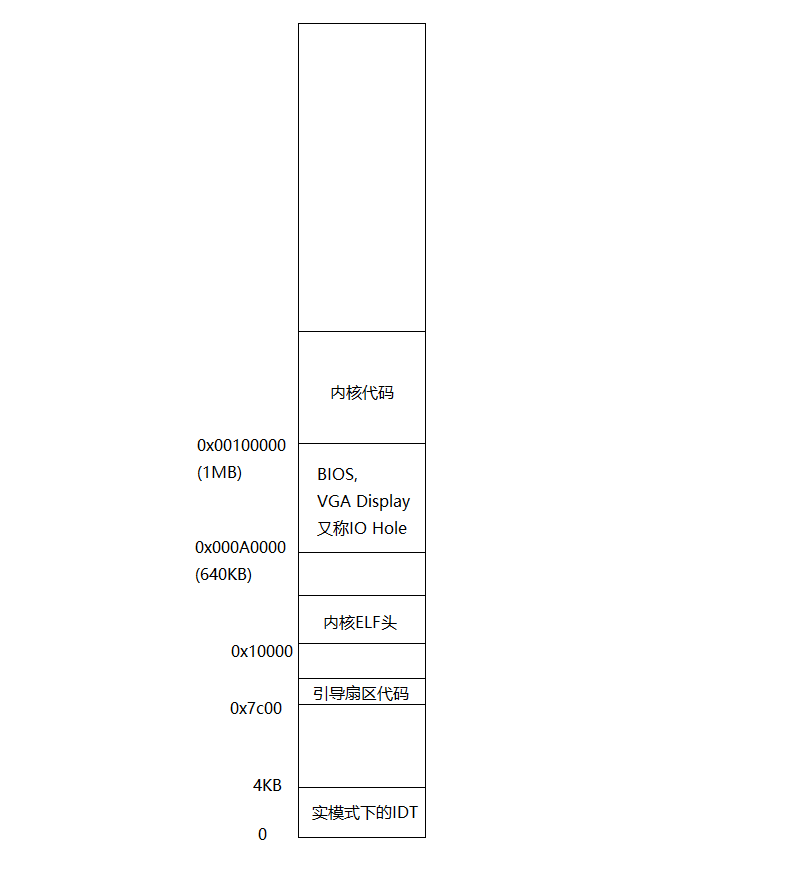 内核代码
0x00100000
(1MB)
BIOS,
VGA Display
又称IO Hole
0x000A0000
(640KB)
内核ELF头
0x10000
引导扇区代码
0x7c00
4KB
实模式下的IDT
0